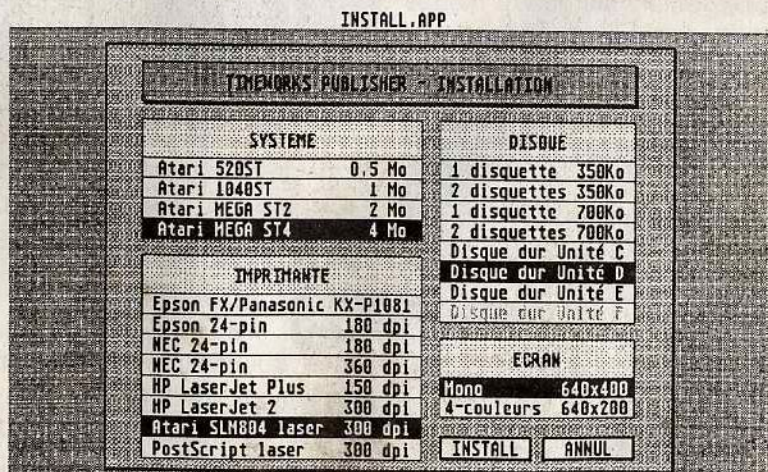 INSTALL.APP
TIMEWORKS PUBLISHER - INSTALLATION
SYSTEME
Atari 520ST 0,5 Mo
Atari 1040ST 1 Mo
Atari MEGA ST2 2 Mo
Atari MEGA ST4 4 Mo
IMPRIMANTE
Epson FX/Panasonic KX-P1081
Epson 24-pin 180 dpi
NEC 24-pin 180 dpi
NEC 24-pin 360 dpi
HP LaserJet Plus 150 dpi
HP LaserJet 2 300 dpi
Atari SLM804 laser 300 dpi
PostScript laser 300 dpi
DISQUE
1 disquette 350Ko
2 disquettes 350Ko
1 disquette 700Ko
2 disquettes 700Ko
Disque dur Unité C
Disque dur Unité D
Disque dur Unité E
Disque dur Unité F
ECRAN
Mono 640x400
4-couleurs 640x200
INSTALL
ANNUL